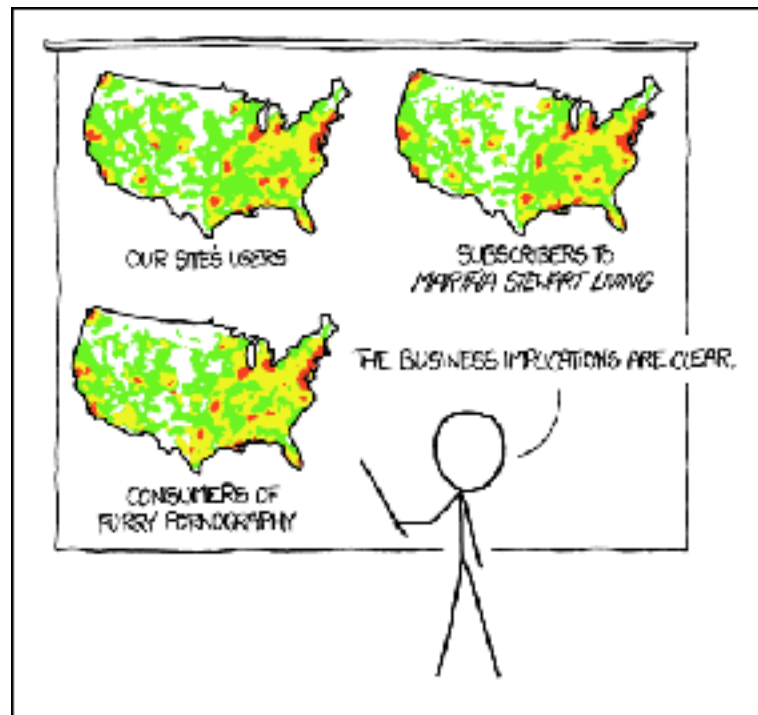 OUR SITE'S USERS
SUBSCRIBERS TO
MARTHA STEWART LIVING
THE BUSINESS IMPLICATIONS ARE CLEAR.
CONSUMERS OF
FURRY PORNOGRAPHY